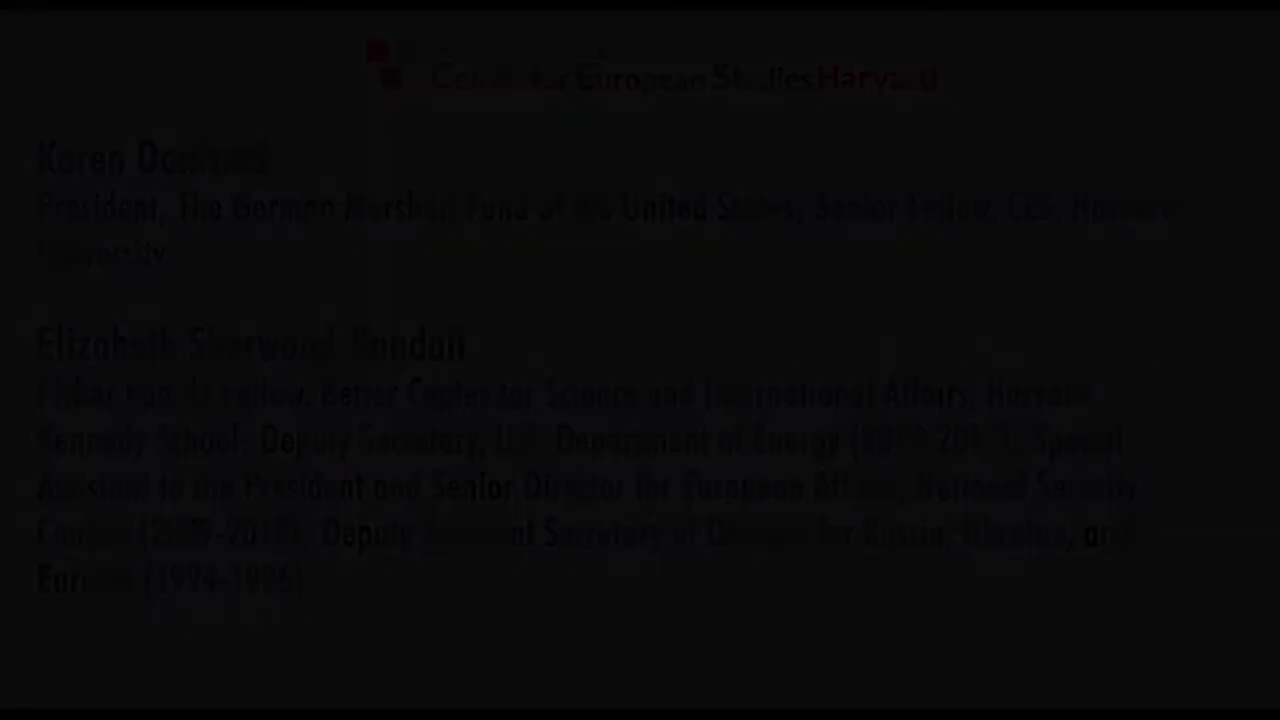 Center for European Studies Harvard
Karen Donfried
President, The German Marshall Fund of the United States; Senior Fellow, CES, Harvard
University
Elizabeth Sherwood-Randall
Fellow, Belfer Center for Science and International Affairs, Harvard
Kennedy School; Deputy Secretary, U.S. Department of Energy (2014-2017); Special
Assistant to the President and Senior Director for European Affairs, National Security
Council (2009-2013); Deputy Assistant Secretary of Defense for Russia, Ukraine, and
Eurasia (1994-1996)